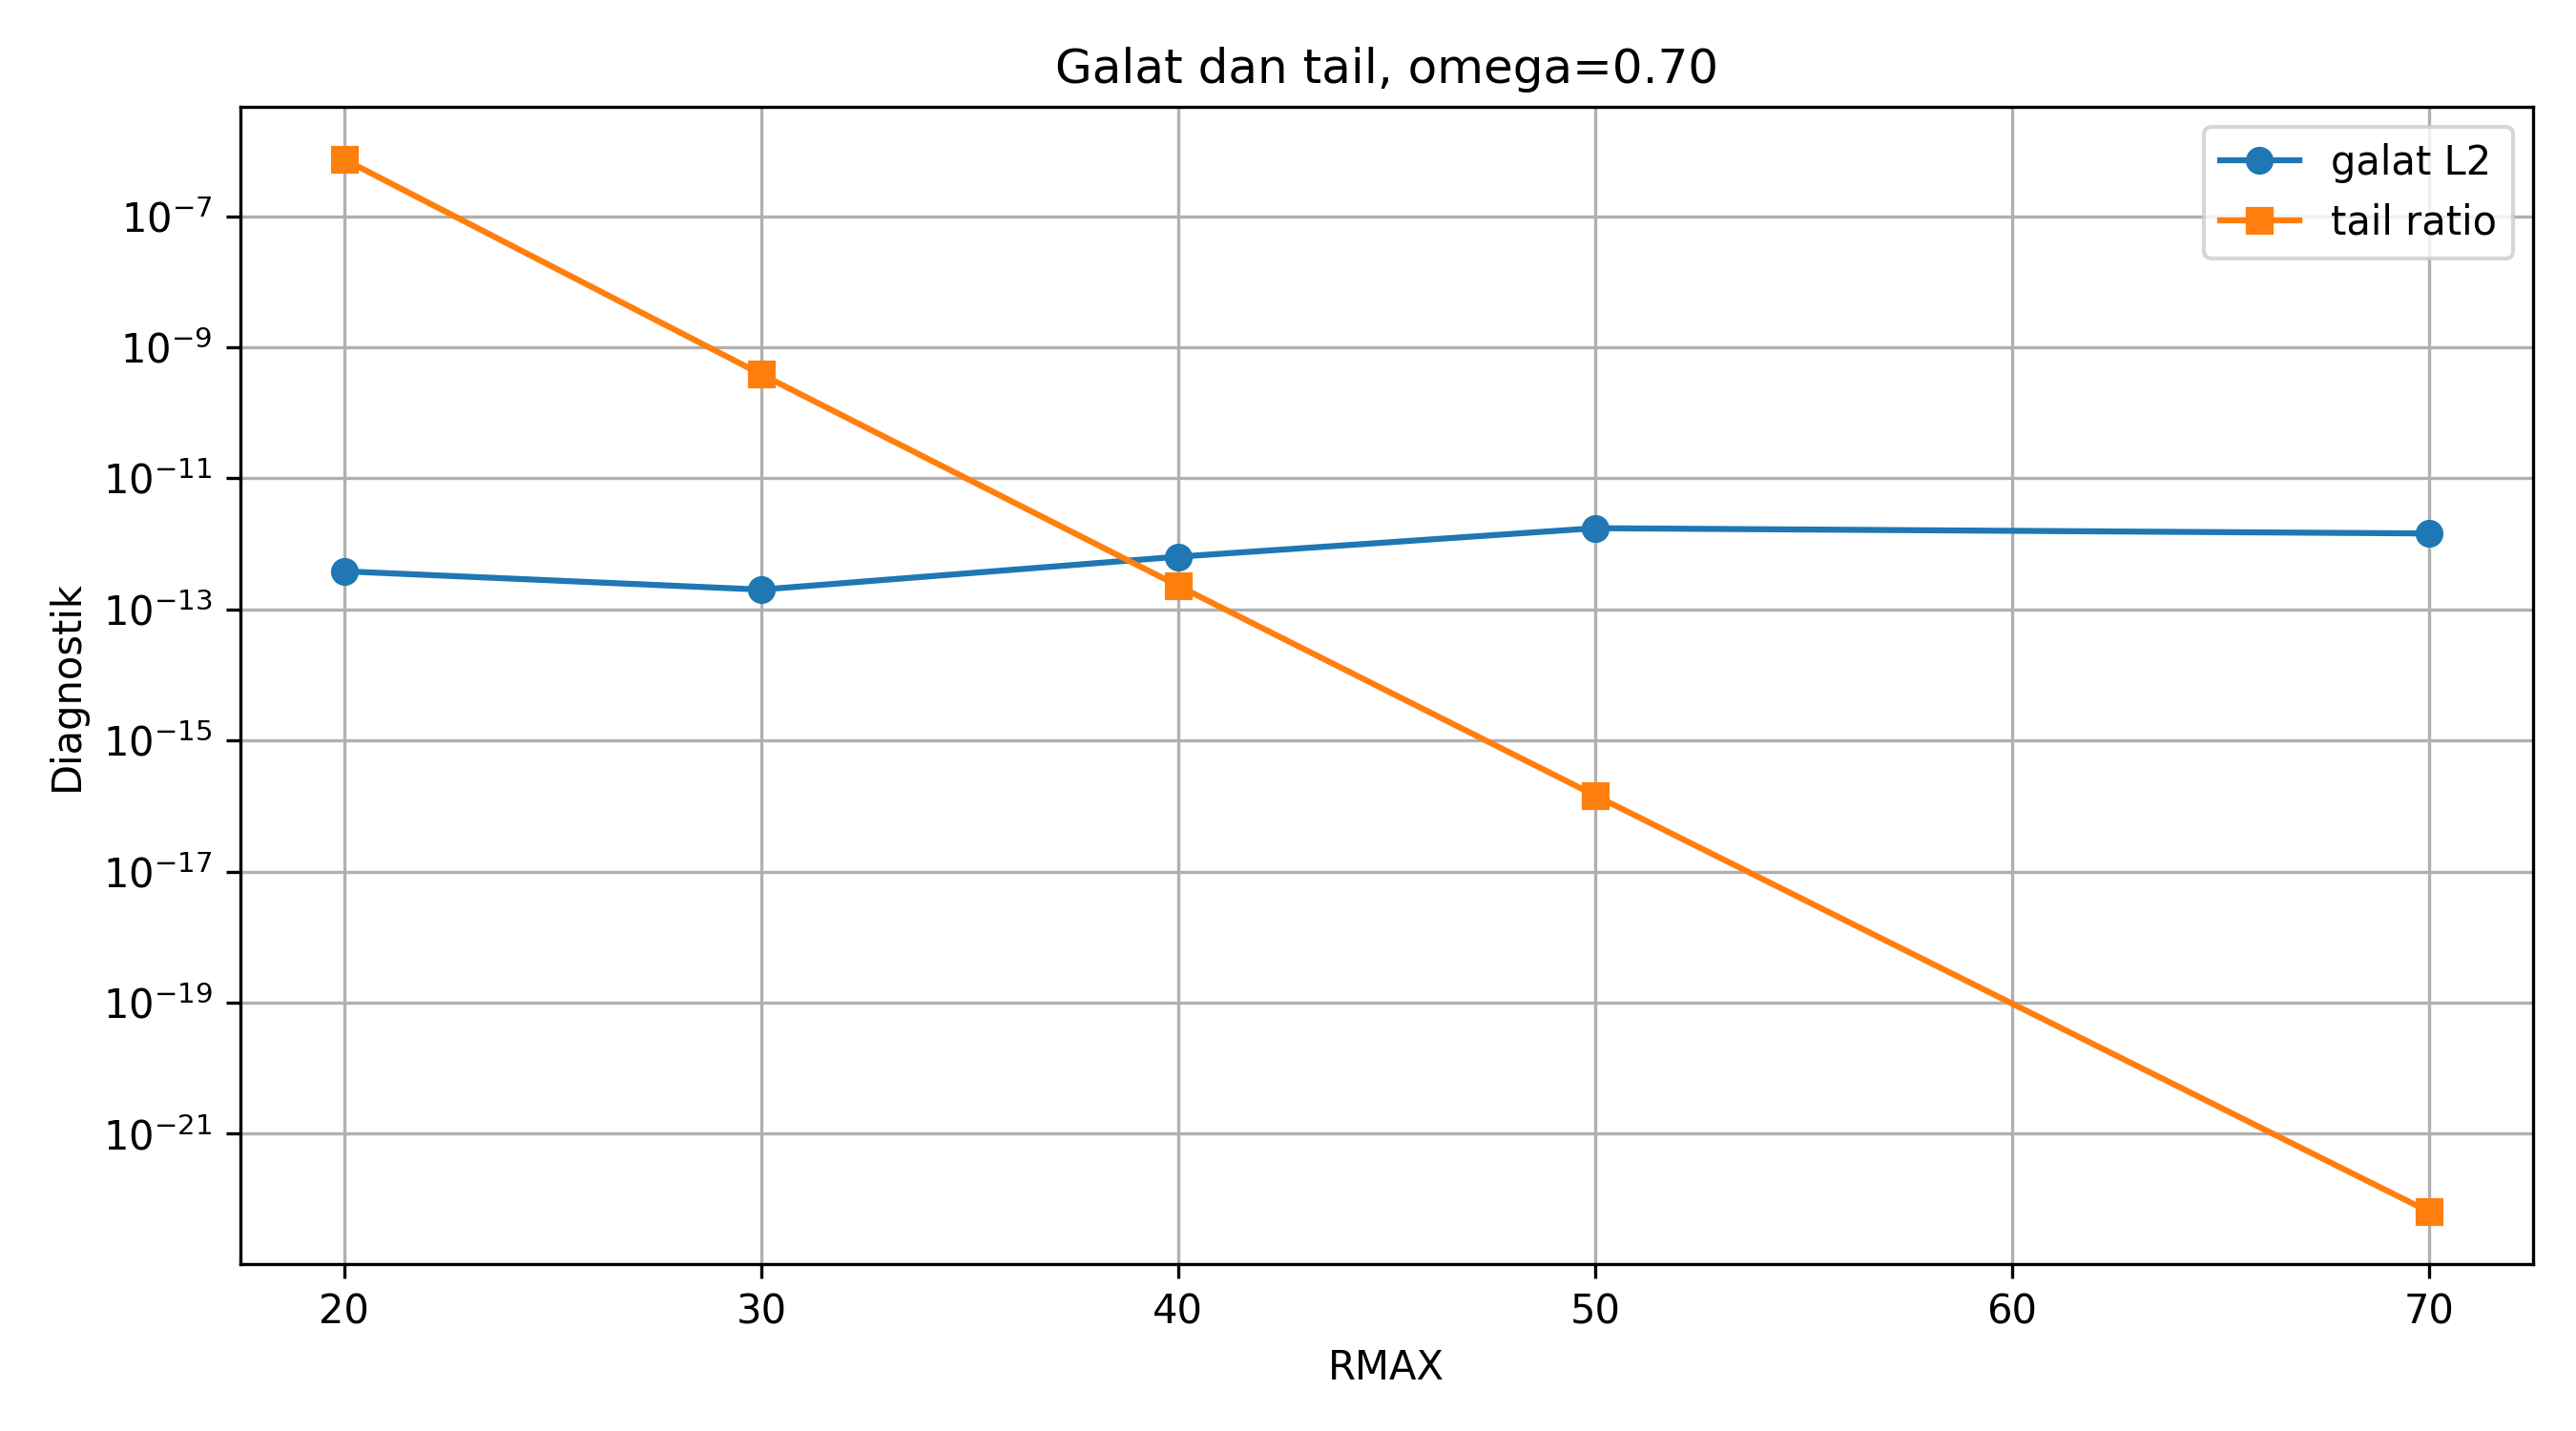 Galat dan tail, omega=0.70
galat L2
tail ratio
Diagnostik
10⁻⁷
10⁻⁹
10⁻¹¹
10⁻¹³
10⁻¹⁵
10⁻¹⁷
10⁻¹⁹
10⁻²¹
20 30 40 50 60 70
RMAX